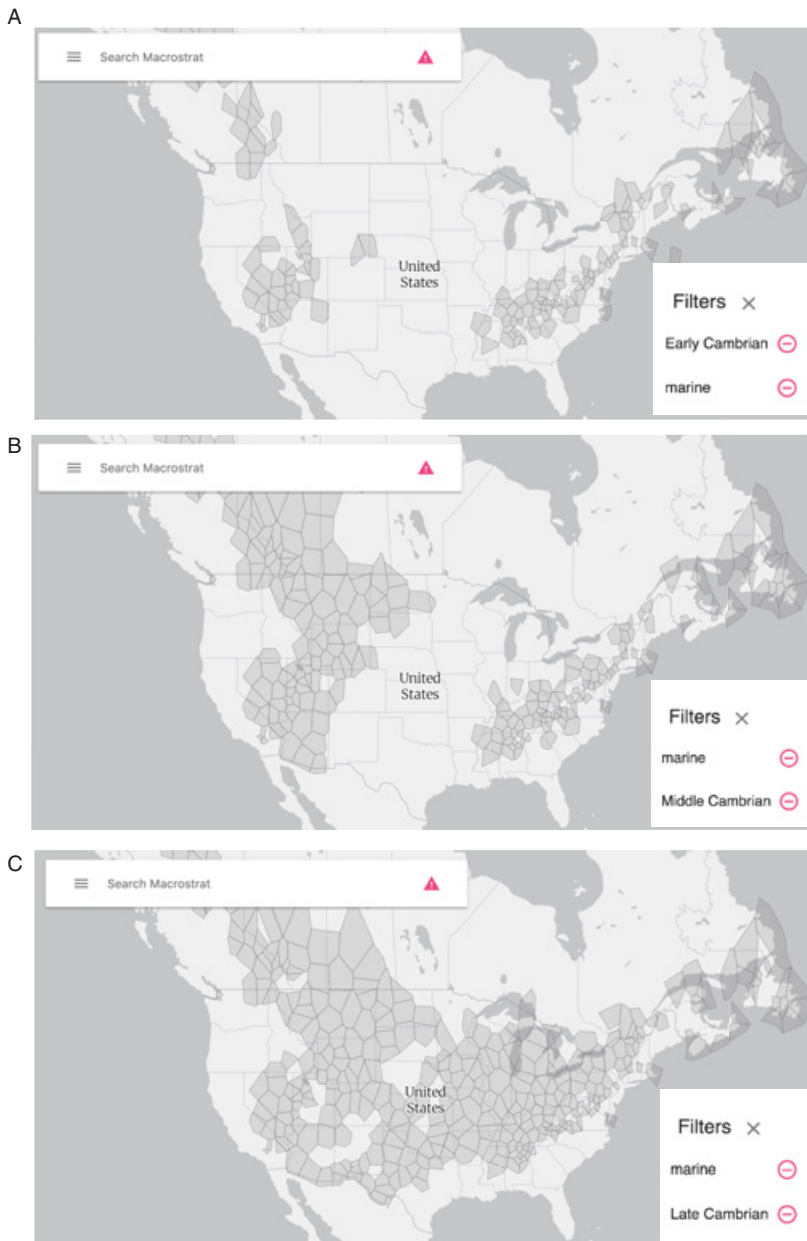 A
Search Macrostrat
United
States
Filters ×
Early Cambrian
marine
B
Search Macrostrat
United
States
Filters ×
marine
Middle Cambrian
C
Search Macrostrat
United
States
Filters ×
marine
Late Cambrian